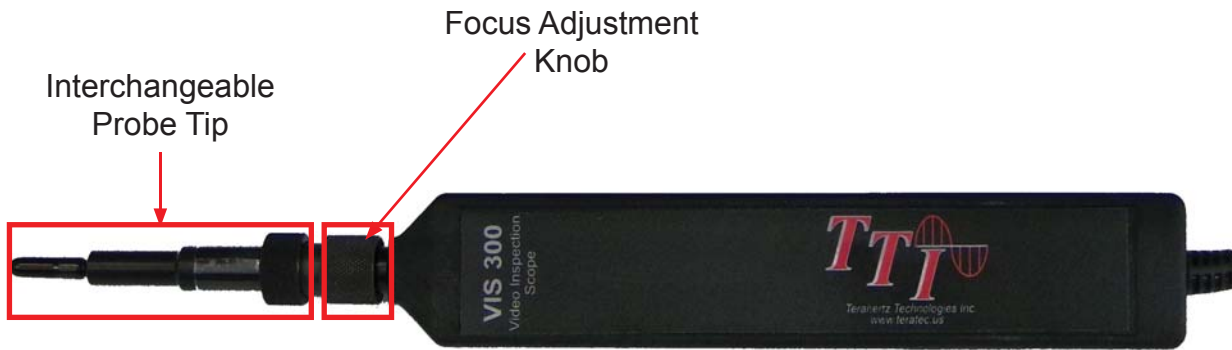 Focus Adjustment
Knob
Interchangeable
Probe Tip
VIS 300
Video Inspection
Scope
TTI
Terahertz Technologies Inc.
www.teratec.us